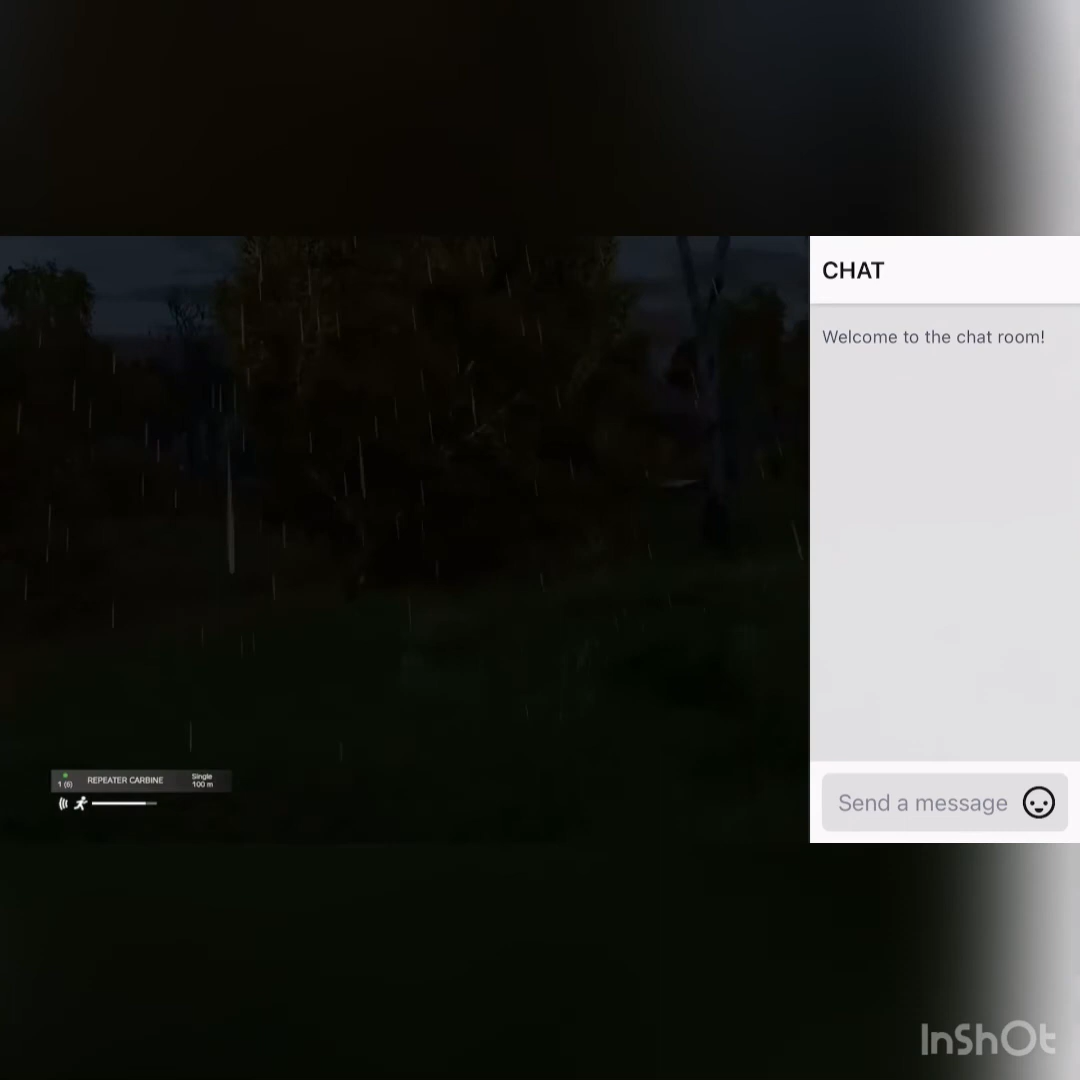 CHAT
Welcome to the chat room!
1 (6) REPEATER CARBINE Single
100 m
Send a message
InShOt